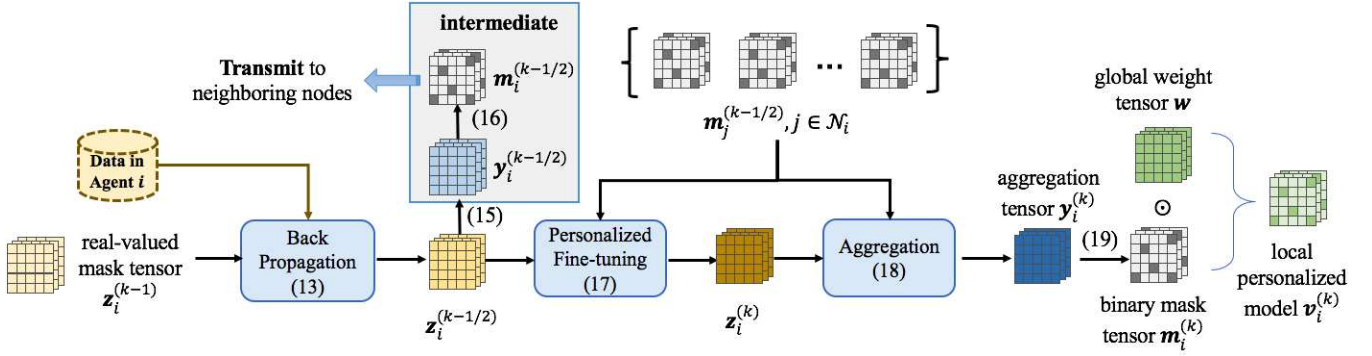 intermediate
m_i^(k−1/2)
Transmit to
neighboring nodes
(16)
y_i^(k−1/2)
(15)
...
m_j^(k−1/2), j ∈ N_i
global weight
tensor w
Data in
Agent i
aggregation
tensor y_i^(k)
⊙
real-valued
mask tensor
z_i^(k−1)
Back
Propagation
(13)
z_i^(k−1/2)
Personalized
Fine-tuning
(17)
z_i^(k)
Aggregation
(18)
(19)
binary mask
tensor m_i^(k)
local
personalized
model v_i^(k)